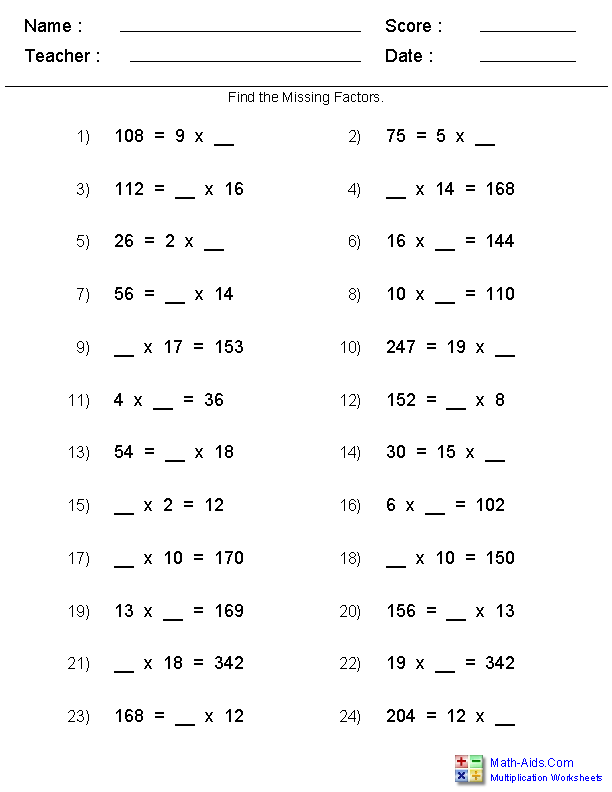 Name : ___ Score : ___
Teacher : ___ Date : ___
Find the Missing Factors.
1) 108 = 9 x __ 2) 75 = 5 x __
3) 112 = __ x 16 4) __ x 14 = 168
5) 26 = 2 x __ 6) 16 x __ = 144
7) 56 = __ x 14 8) 10 x __ = 110
9) __ x 17 = 153 10) 247 = 19 x __
11) 4 x __ = 36 12) 152 = __ x 8
13) 54 = __ x 18 14) 30 = 15 x __
15) __ x 2 = 12 16) 6 x __ = 102
17) __ x 10 = 170 18) __ x 10 = 150
19) 13 x __ = 169 20) 156 = __ x 13
21) __ x 18 = 342 22) 19 x __ = 342
23) 168 = __ x 12 24) 204 = 12 x __
Math-Aids.Com
Multiplication Worksheets